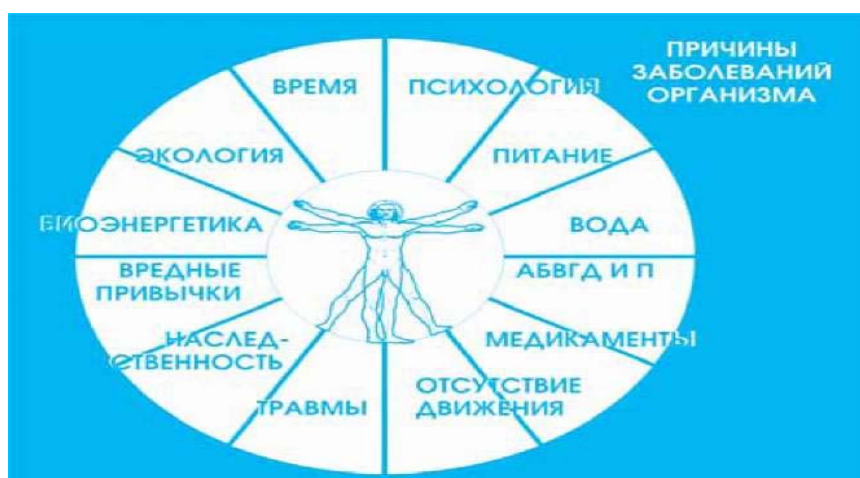 ПРИЧИНЫ
ЗАБОЛЕВАНИЙ
ОРГАНИЗМА
ВРЕМЯ
ПСИХОЛОГИЯ
ЭКОЛОГИЯ
ПИТАНИЕ
БИОЭНЕРГЕТИКА
ВОДА
ВРЕДНЫЕ
ПРИВЫЧКИ
АБВГД И П
НАСЛЕД-
СТВЕННОСТЬ
МЕДИКАМЕНТЫ
ТРАВМЫ
ОТСУТСТВИЕ
ДВИЖЕНИЯ